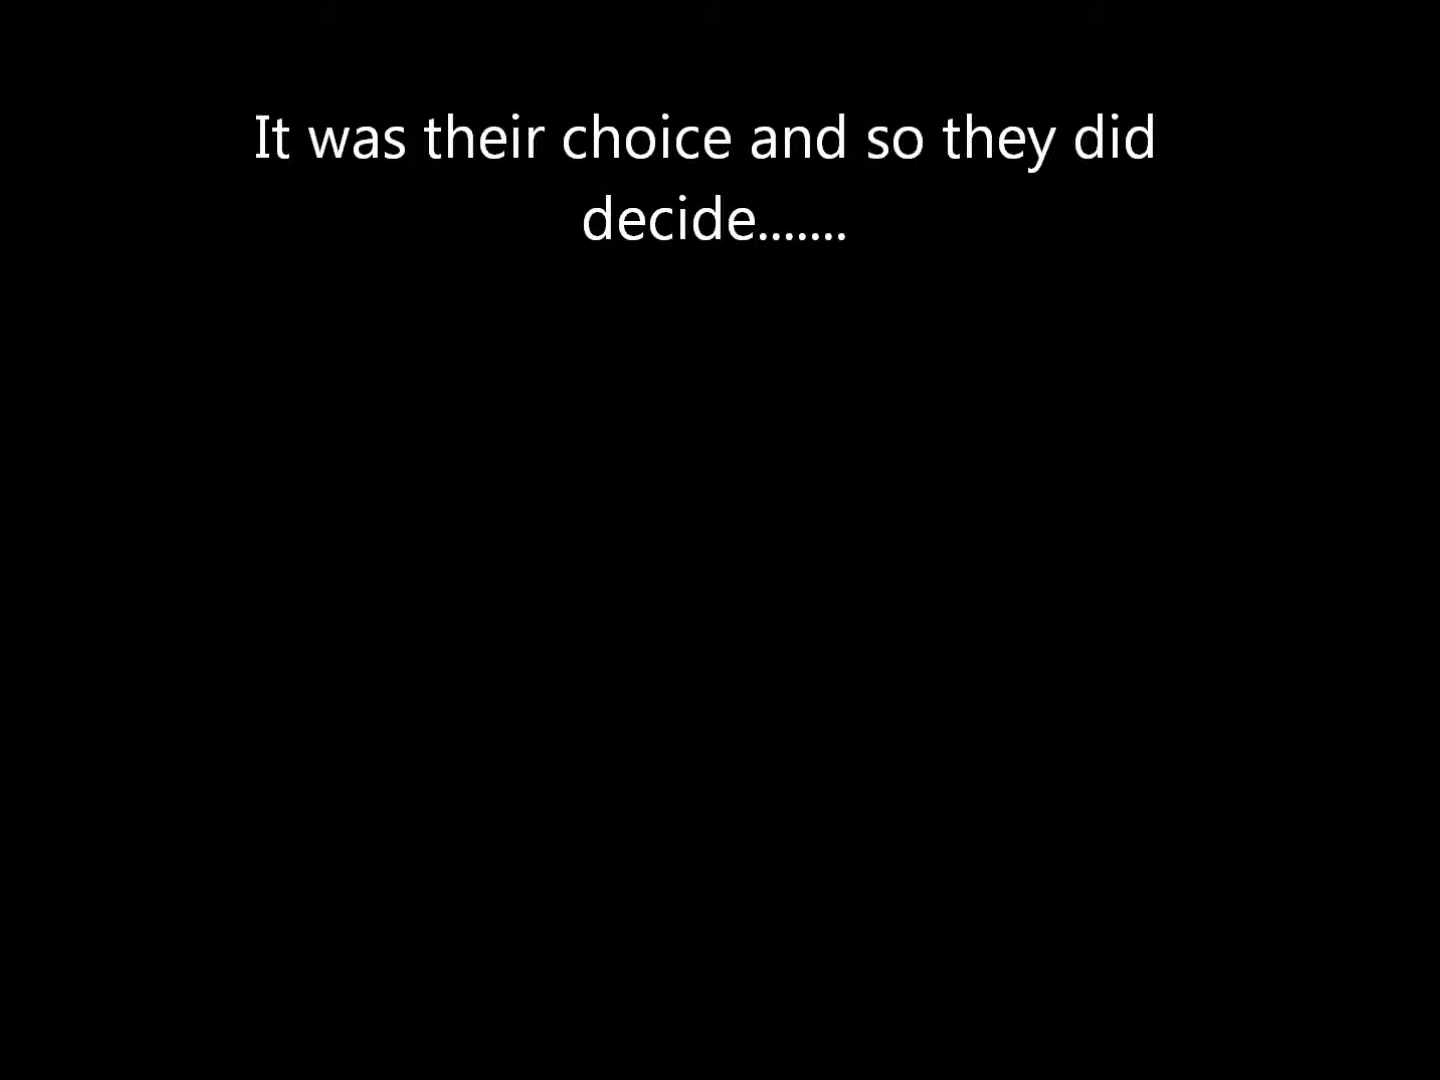 It was their choice and so they did
decide.......